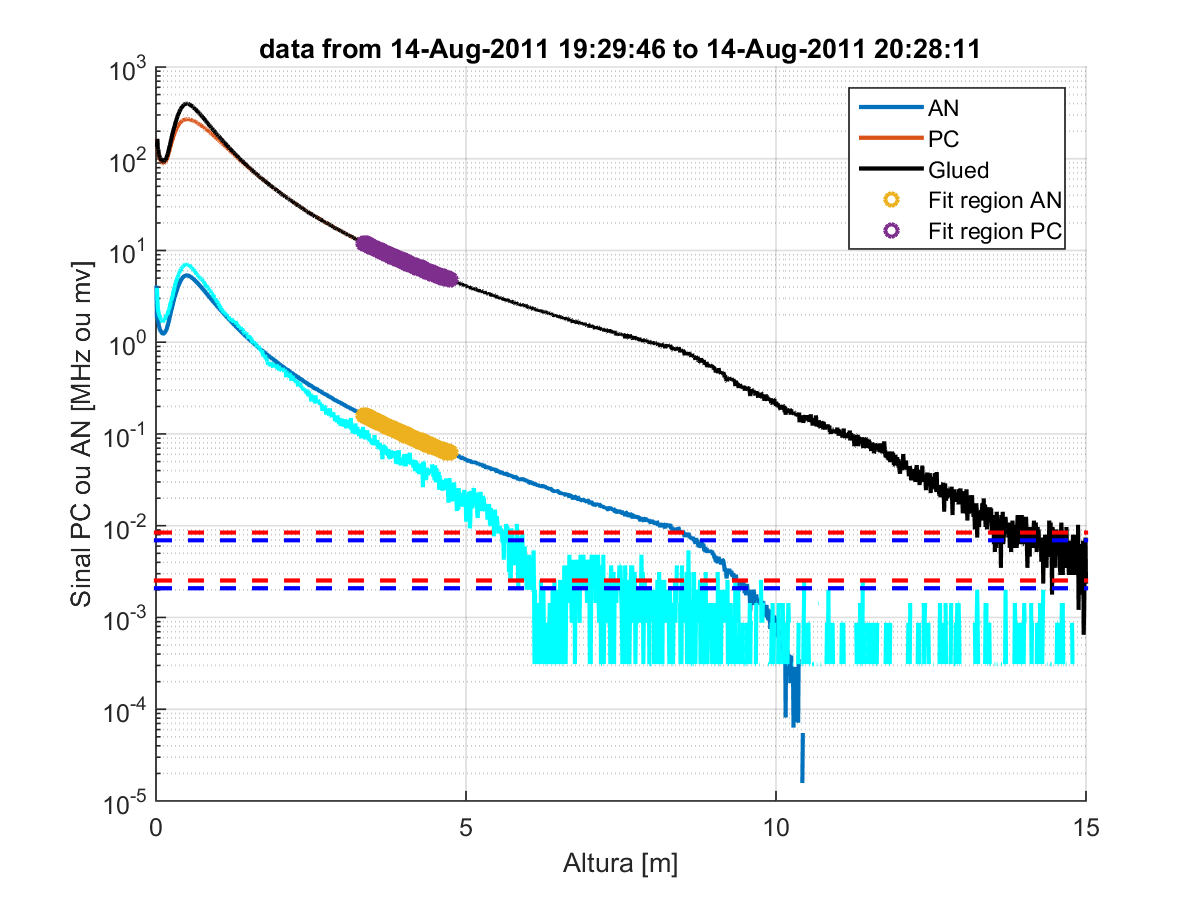 data from 14-Aug-2011 19:29:46 to 14-Aug-2011 20:28:11
10^3
10^2
10^1
10^0
10^-1
10^-2
10^-3
10^-4
10^-5
Sinal PC ou AN [MHz ou mv]
AN
PC
Glued
Fit region AN
Fit region PC
0 5 10 15
Altura [m]